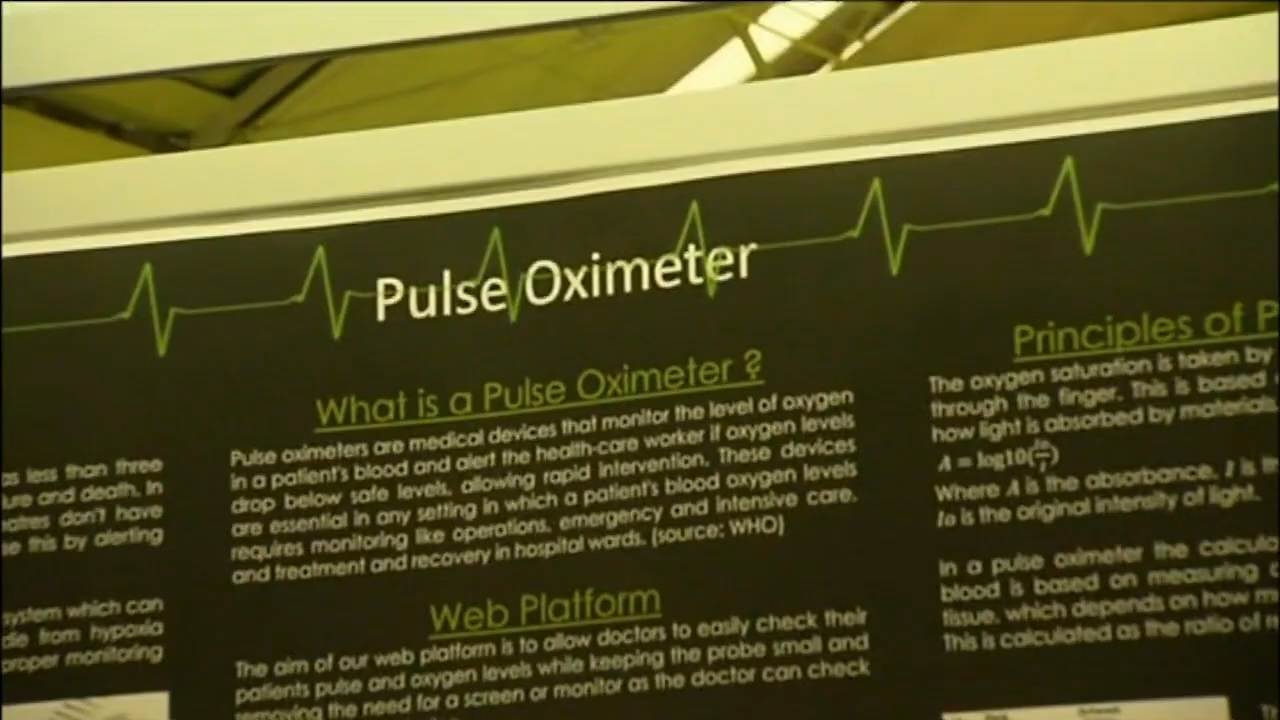 Pulse Oximeter
as less than three
and death. In
don't have
this by alerting
system which can
from hypoxia
proper monitoring
What is a Pulse Oximeter ?
Pulse oximeters are medical devices that monitor the level of oxygen
in a patient's blood and alert the health-care worker if oxygen levels
drop below safe levels, allowing rapid intervention. These devices
are essential in any setting in which a patient's blood oxygen levels
requires monitoring like operations, emergency and intensive care,
and treatment and recovery in hospital wards. (source: WHO)
Web Platform
The aim of our web platform is to allow doctors to easily check their
patients pulse and oxygen levels while keeping the probe small and
removing the need for a screen or monitor as the doctor can check
Principles of P
The oxygen saturation is taken by
through the finger. This is based
how light is absorbed by materials
A = log10(Io/I)
Where A is the absorbance, I is
Io is the original intensity of light.
In a pulse oximeter the
blood is based on measuring
tissue, which depends on how
This is calculated as the ratio of